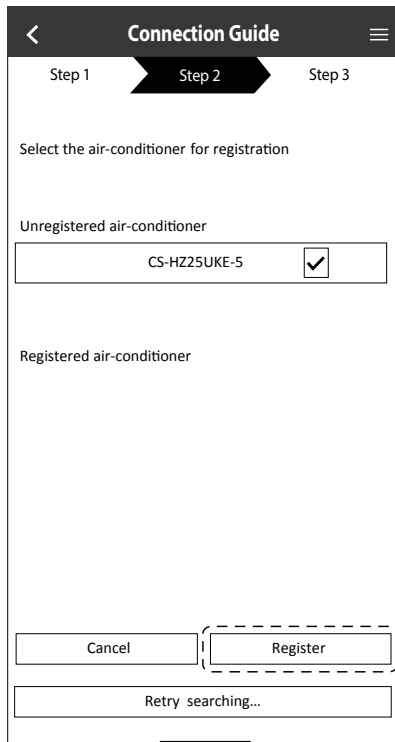 Connection Guide
Step 1 Step 2 Step 3
Select the air-conditioner for registration
Unregistered air-conditioner
CS-HZ25UKE-5
Registered air-conditioner
Cancel Register
Retry searching...